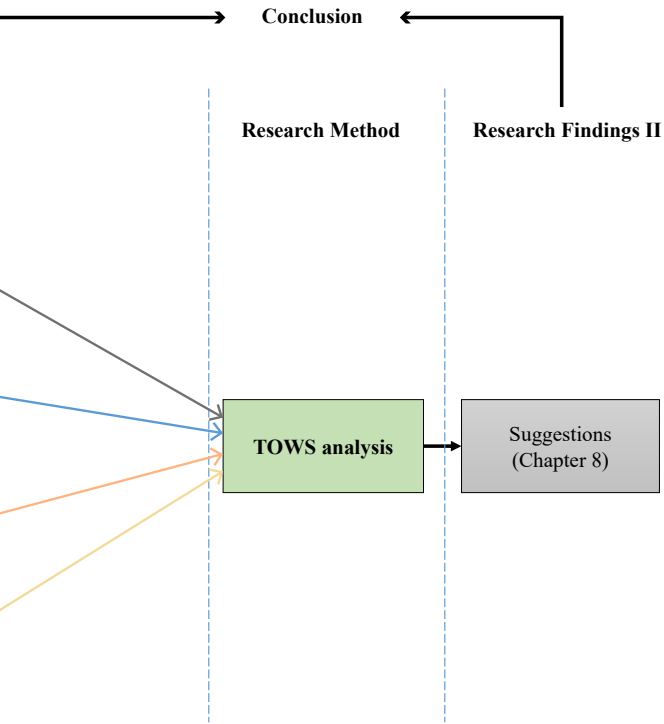 Conclusion
Research Method
Research Findings II
TOWS analysis
Suggestions
(Chapter 8)